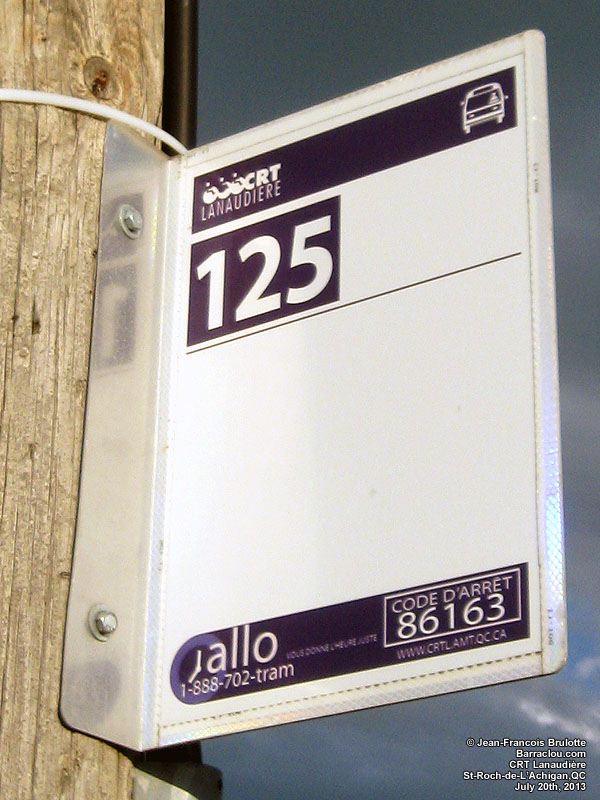 CRT
LANAUDIÈRE
125
allo
VOUS DONNE L'HEURE JUSTE
1-888-702-tram
CODE D'ARRÊT
86163
WWW.CRTL.AMT.QC.CA
© Jean-Francois Brulotte
Barraclou.com
CRT Lanaudière
St-Roch-de-L'Achigan,QC
July 20th, 2013